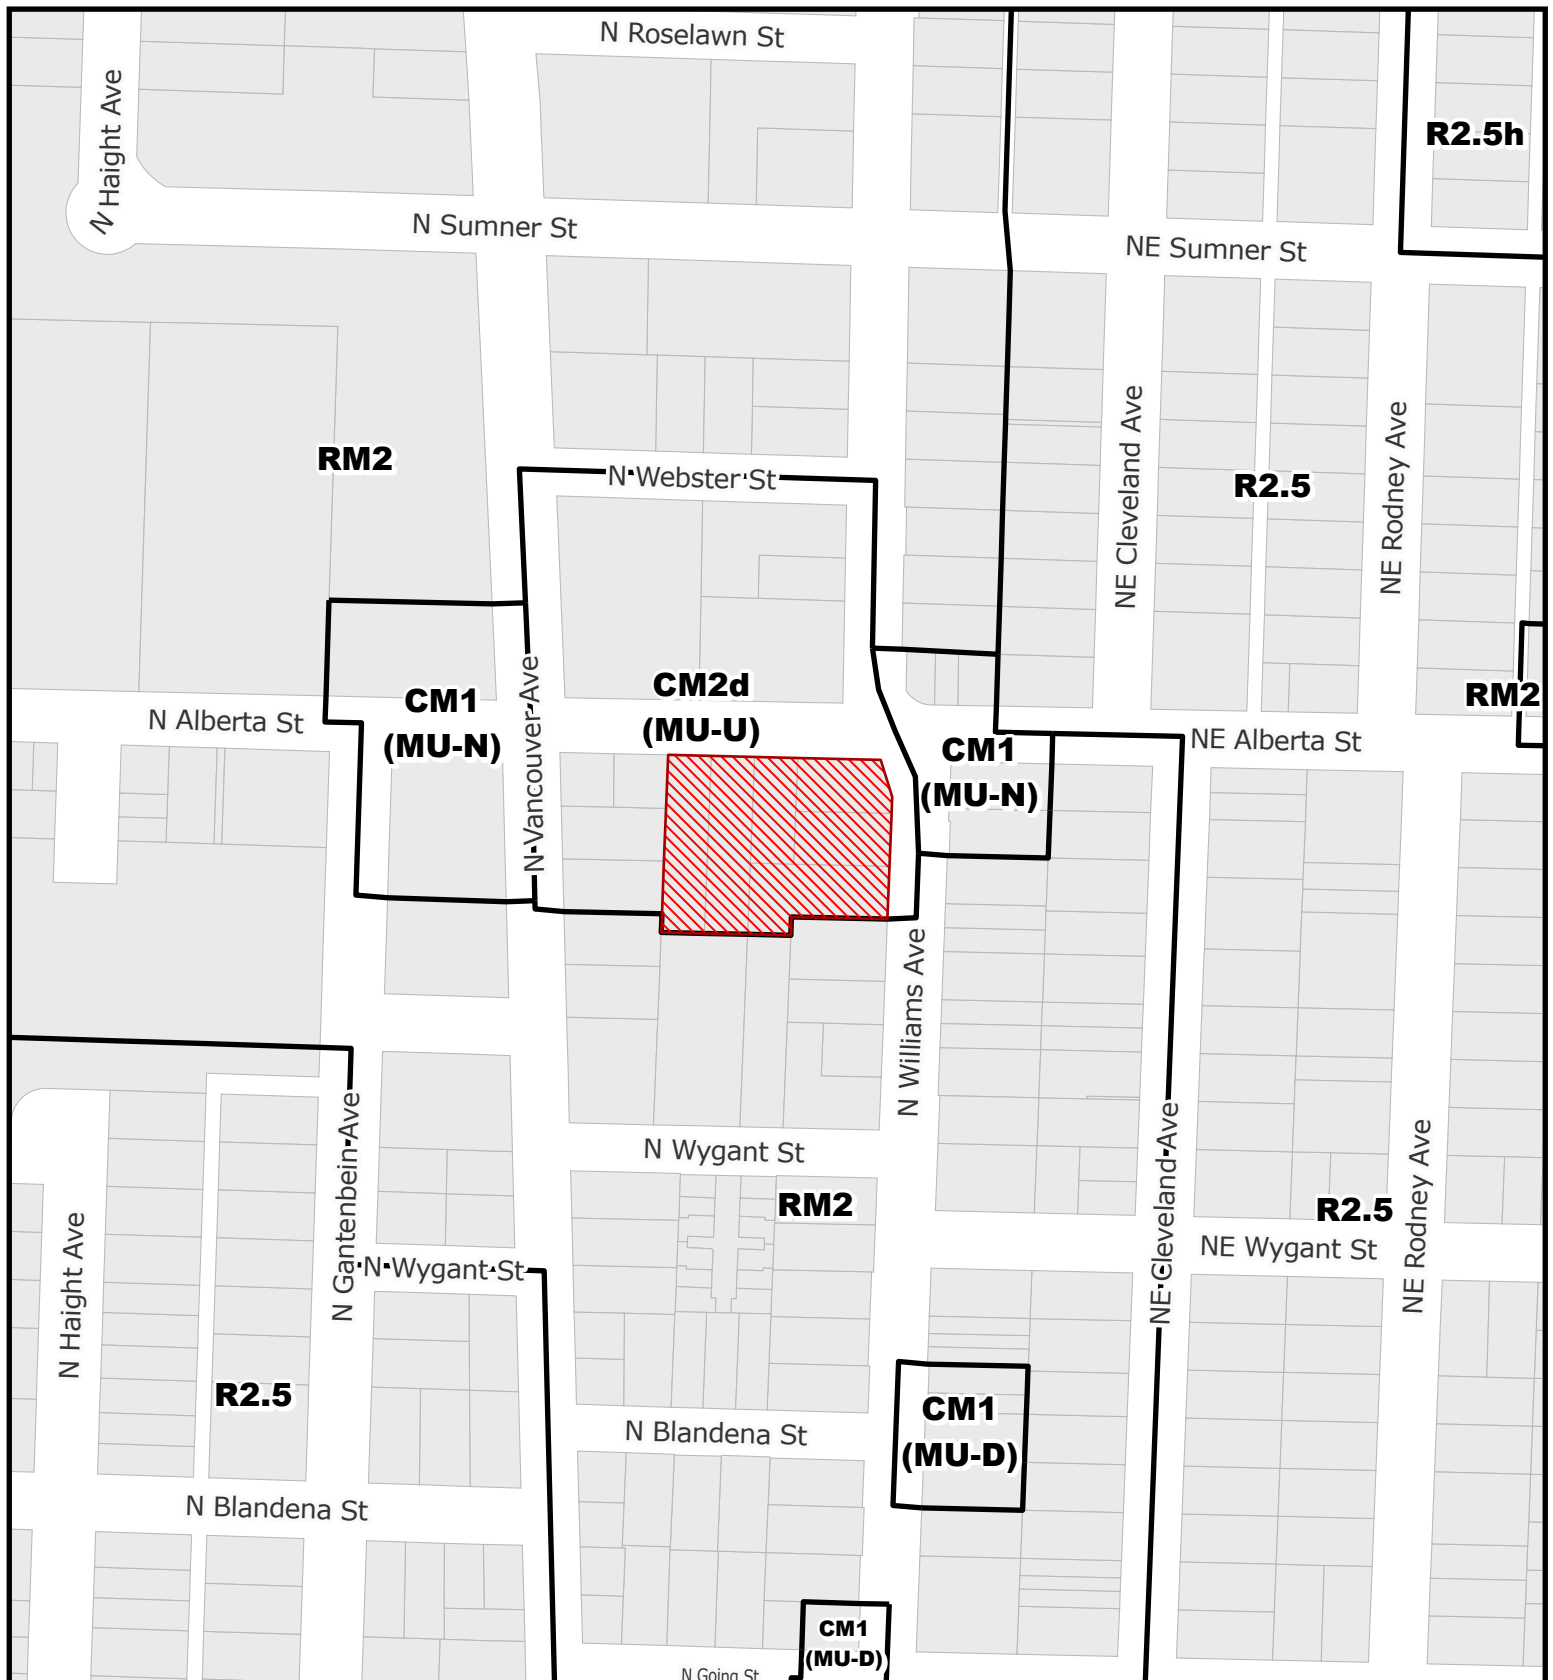 N Roselawn St
N Haight Ave
R2.5h
N Sumner St
NE Sumner St
RM2
N Webster St
NE Cleveland Ave
R2.5
NE Rodney Ave
CM2d
(MU-U)
CM1
(MU-N)
N Vancouver Ave
RM2
N Alberta St
CM1
(MU-N)
NE Alberta St
N Williams Ave
N Gantenbein Ave
N Wygant St
RM2
NE Cleveland Ave
NE Rodney Ave
R2.5
NE Wygant St
N Haight Ave
N Wygant St
R2.5
CM1
(MU-D)
N Blandena St
N Blandena St
CM1
(MU-D)
N Going St